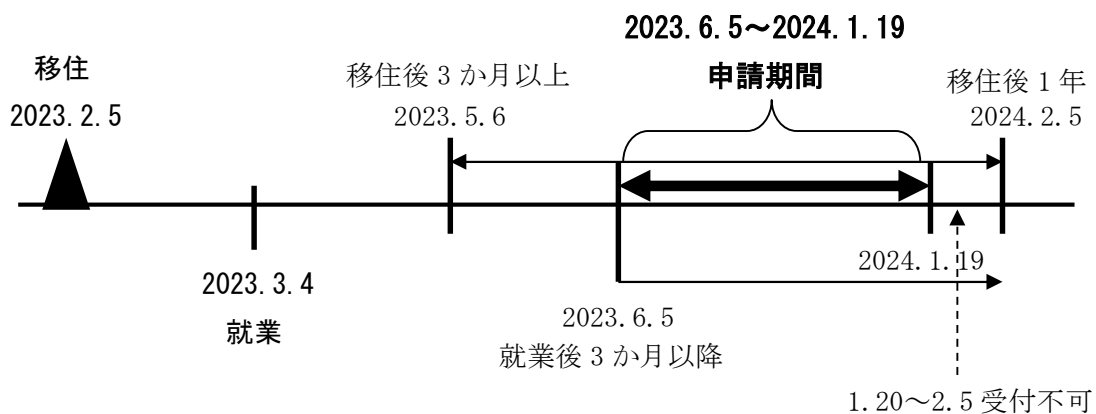 2023.6.5～2024.1.19
申請期間
移住
2023.2.5
移住後 3 か月以上
2023.5.6
移住後 1 年
2024.2.5
2023.3.4
就業
2024.1.19
2023.6.5
就業後 3 か月以降
1.20～2.5 受付不可